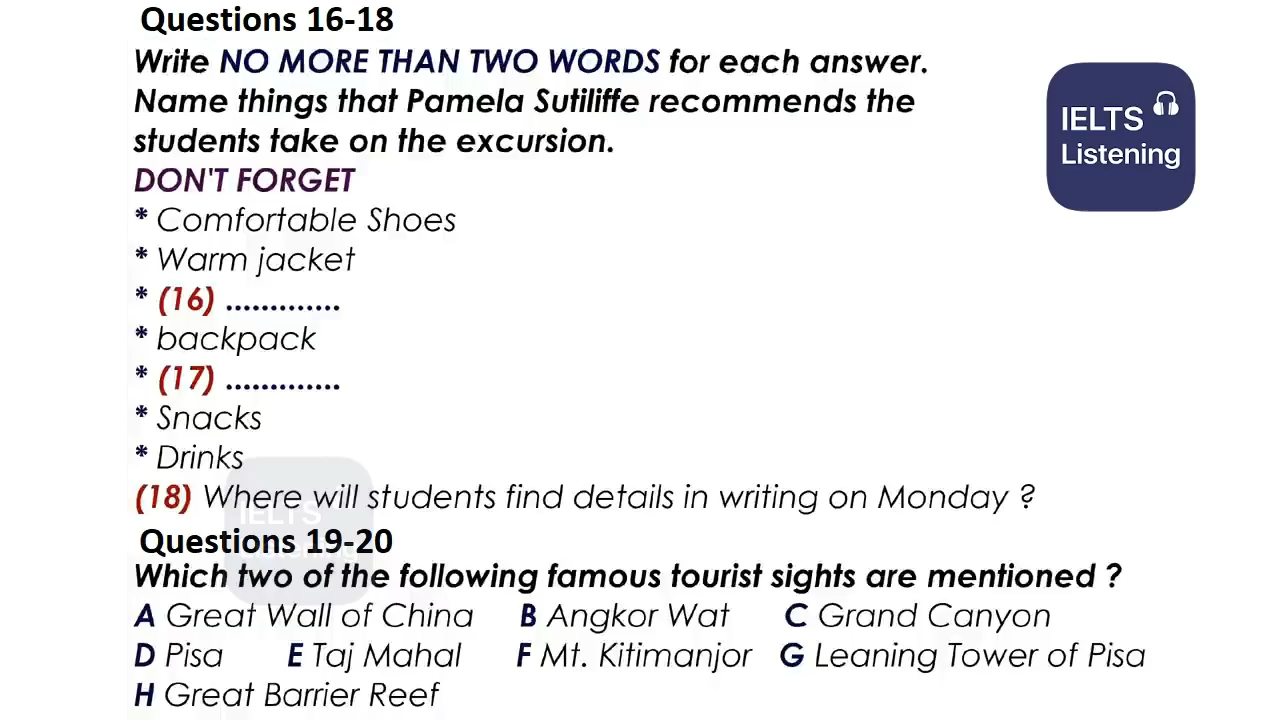 Questions 16-18
Write NO MORE THAN TWO WORDS for each answer.
Name things that Pamela Sutiliffe recommends the
students take on the excursion.
DON'T FORGET
* Comfortable Shoes
* Warm jacket
* (16) .............
* backpack
* (17) .............
* Snacks
* Drinks
(18) Where will students find details in writing on Monday ?
Questions 19-20
Which two of the following famous tourist sights are mentioned ?
A Great Wall of China B Angkor Wat C Grand Canyon
D Pisa E Taj Mahal F Mt. Kitimanjor G Leaning Tower of Pisa
H Great Barrier Reef
IELTS
Listening
IELTS
Listening